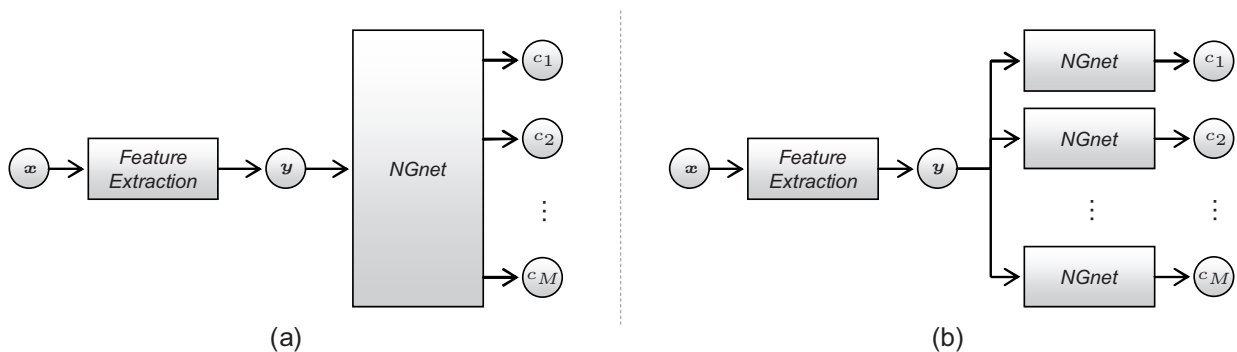 x
Feature
Extraction
y
NGnet
c1
c2
⋮
cM
(a)
x
Feature
Extraction
y
NGnet
c1
NGnet
c2
⋮
⋮
NGnet
cM
(b)